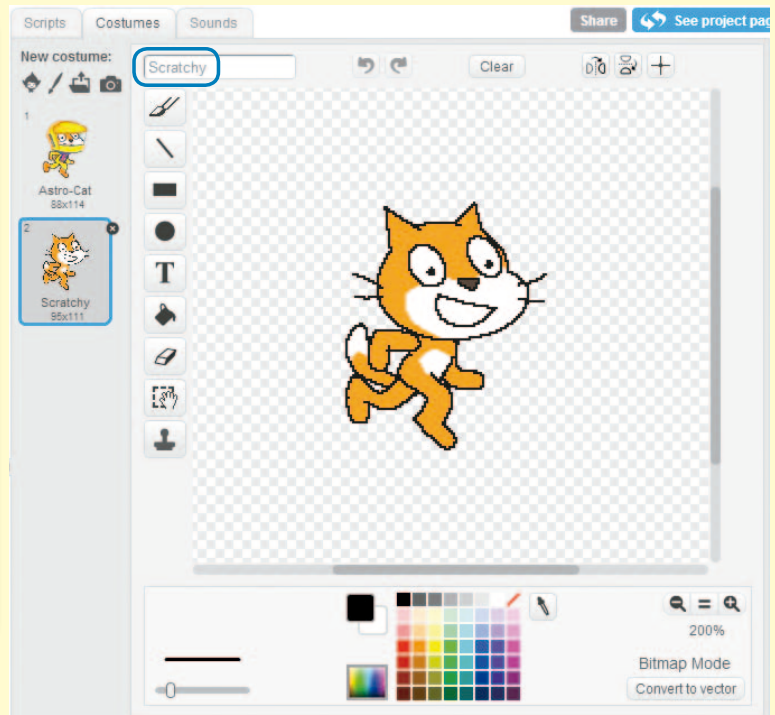 Scripts Costumes Sounds Share See project pag
New costume:
Scratchy Clear
1
Astro-Cat
88x114
2
Scratchy
95x111
T
200%
Bitmap Mode
Convert to vector